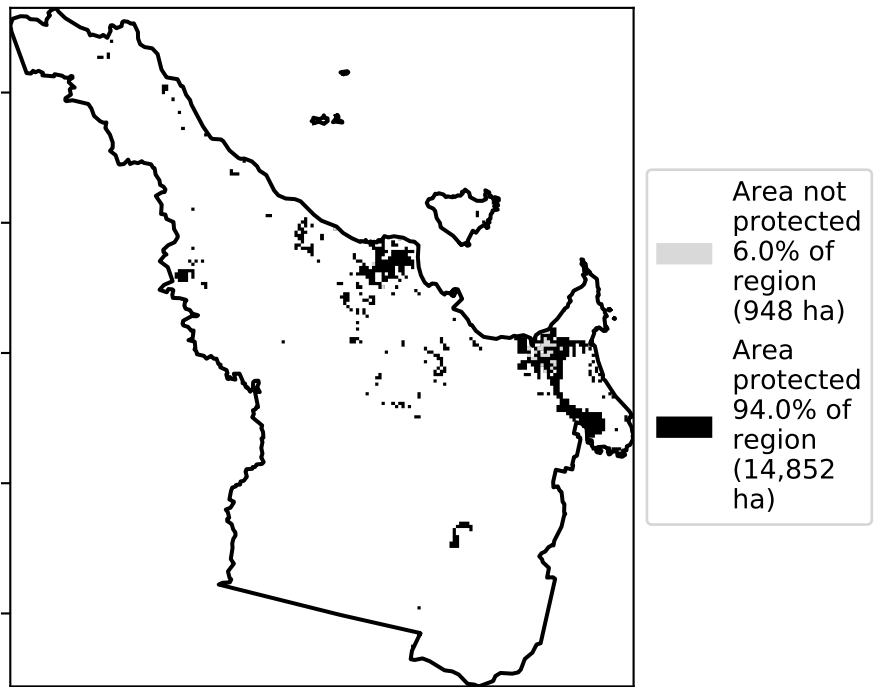 Area not
protected
6.0% of
region
(948 ha)
Area
protected
94.0% of
region
(14,852
ha)